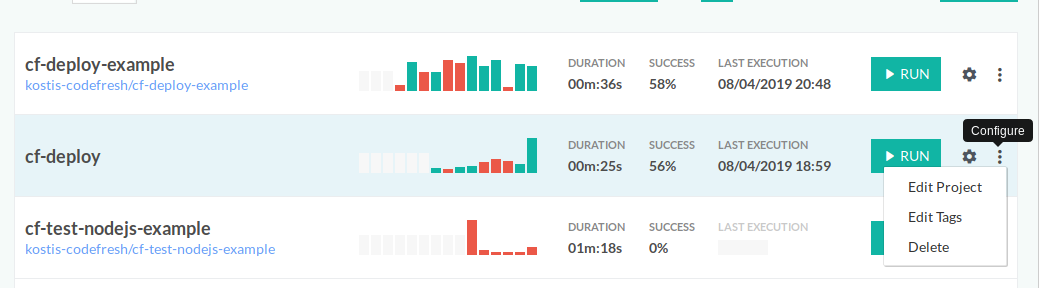 cf-deploy-example
kostis-codefresh/cf-deploy-example
DURATION SUCCESS LAST EXECUTION
00m:36s 58% 08/04/2019 20:48
RUN
cf-deploy
DURATION SUCCESS LAST EXECUTION
00m:25s 56% 08/04/2019 18:59
RUN
Configure
Edit Project
Edit Tags
Delete
cf-test-nodejs-example
kostis-codefresh/cf-test-nodejs-example
DURATION SUCCESS LAST EXECUTION
01m:18s 0%